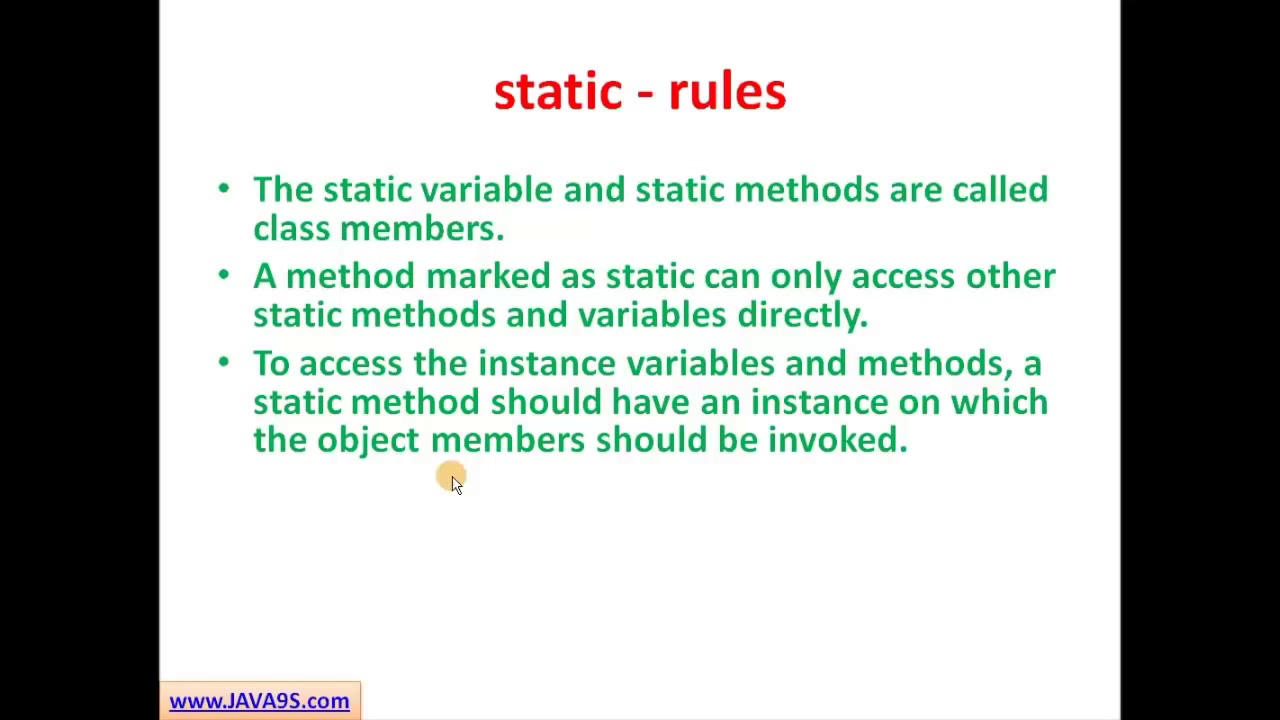 static - rules
• The static variable and static methods are called
class members.
• A method marked as static can only access other
static methods and variables directly.
• To access the instance variables and methods, a
static method should have an instance on which
the object members should be invoked.
www.JAVA9S.com